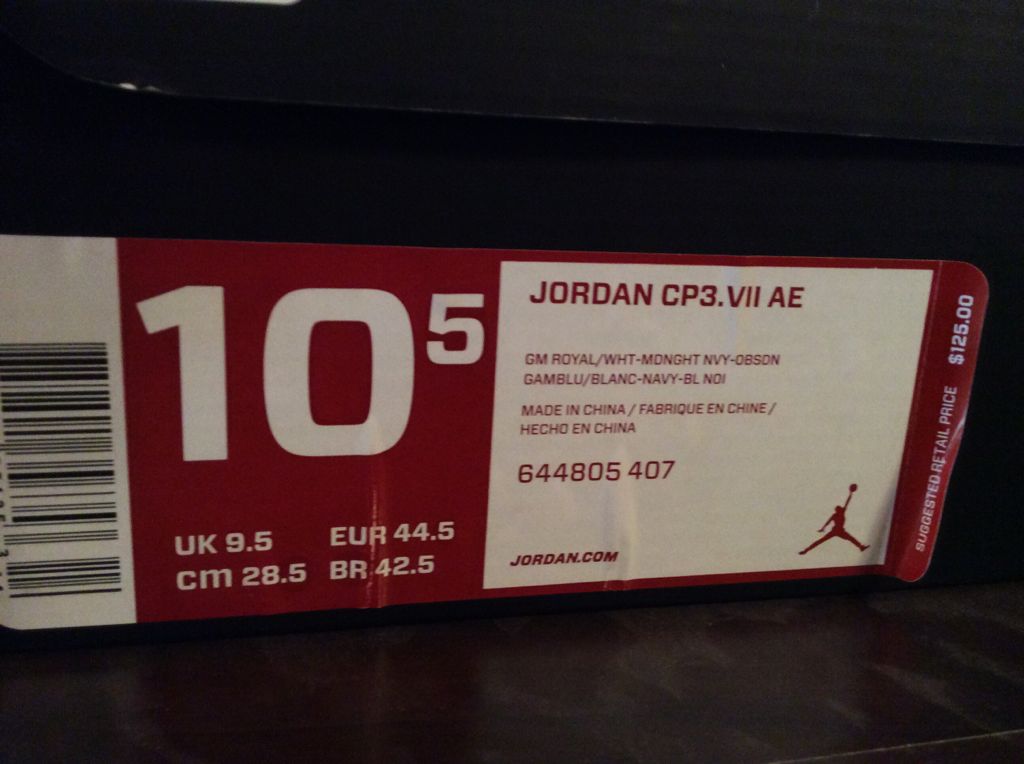 10 5
UK 9.5 EUR 44.5
cm 28.5 BR 42.5
JORDAN CP3.VII AE
GM ROYAL/WHT-MDNGHT NVY-OBSDN
GAMBLU/BLANC-NAVY-BL NOI
MADE IN CHINA / FABRIQUE EN CHINE /
HECHO EN CHINA
644805 407
JORDAN.COM
SUGGESTED RETAIL PRICE $125.00